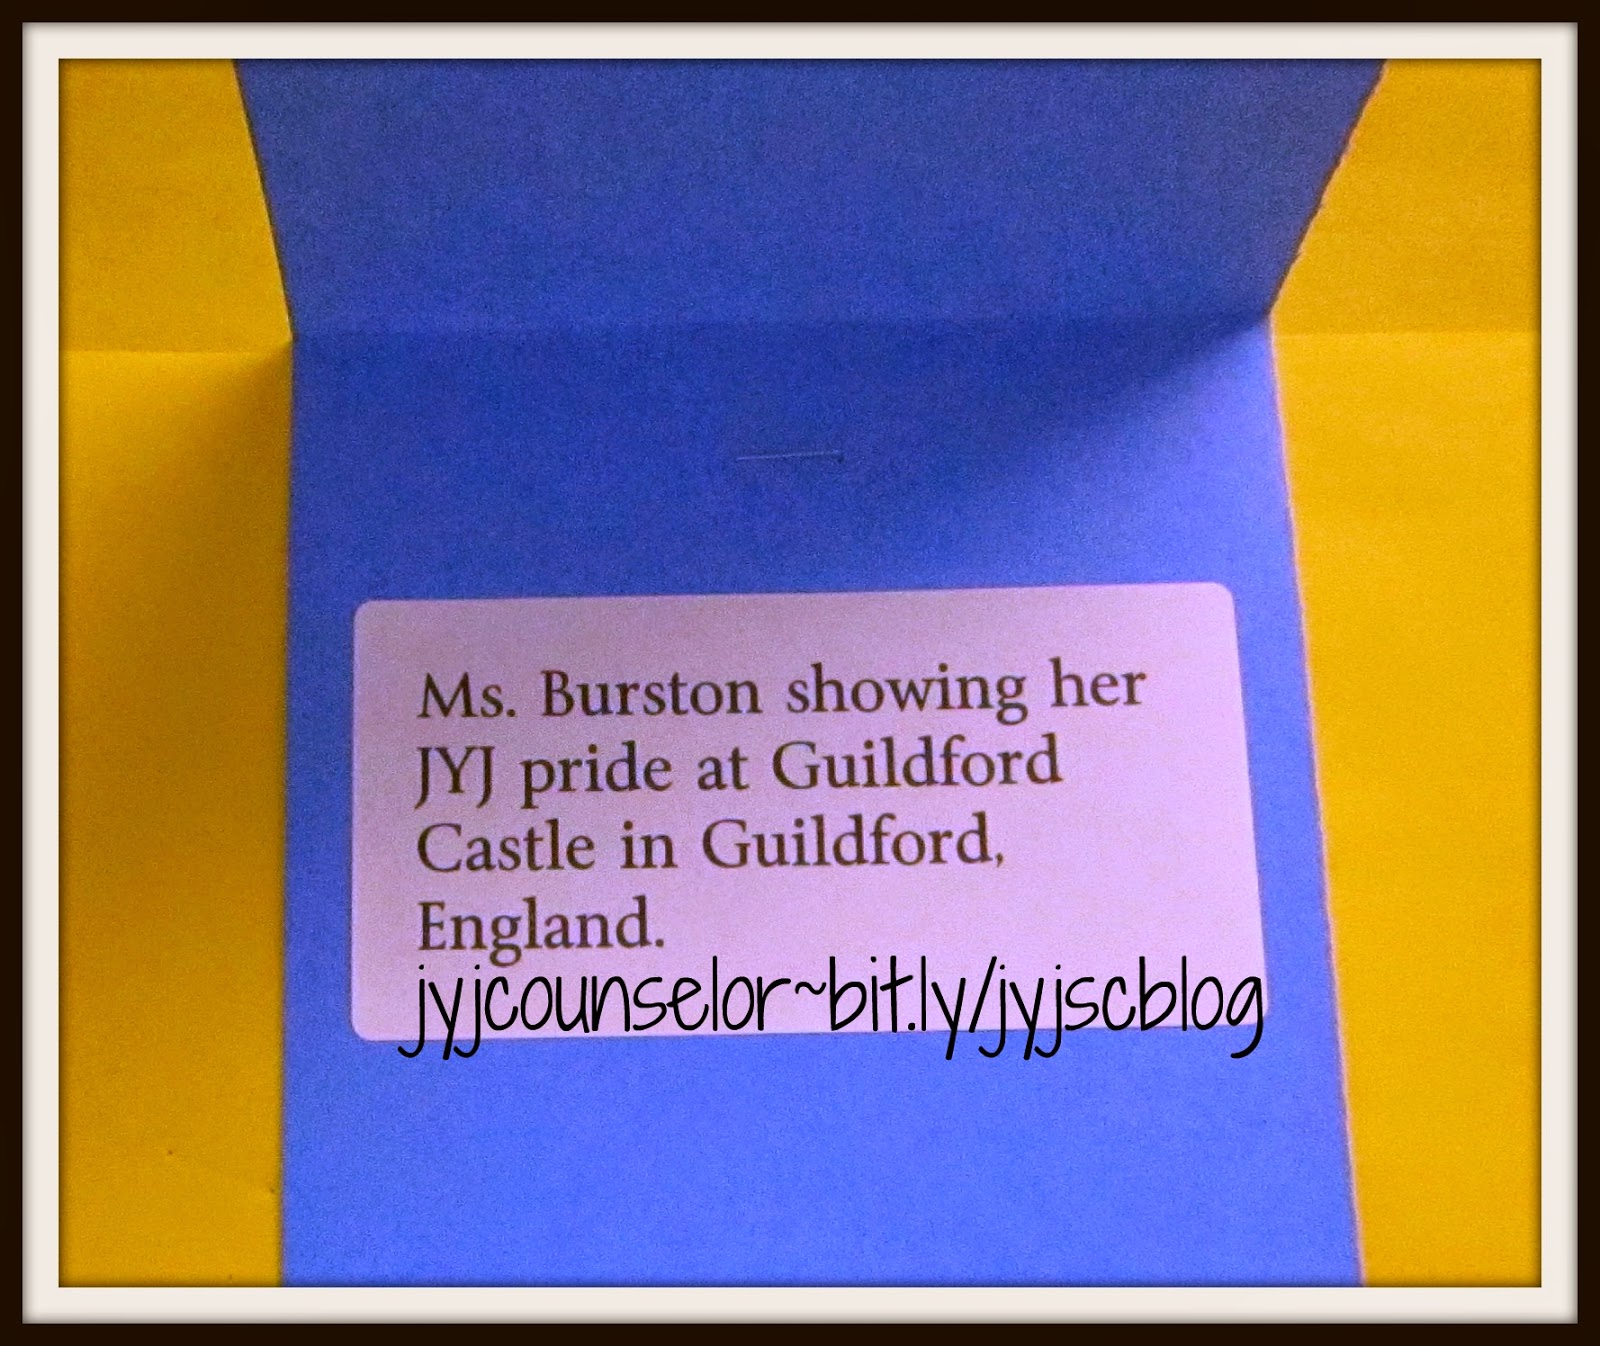 Ms. Burston showing her
JYJ pride at Guildford
Castle in Guildford,
England.
jyjcounselor~bit.ly/jyjscblog